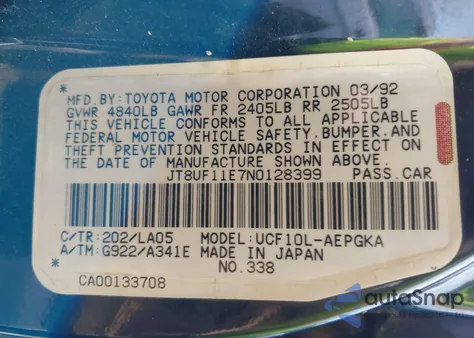 MFD.BY:TOYOTA MOTOR CORPORATION 03/92
GVWR 4840LB GAWR FR 2405LB RR 2505LB
THIS VEHICLE CONFORMS TO ALL APPLICABLE
FEDERAL MOTOR VEHICLE SAFETY,BUMPER,AND
THEFT PREVENTION STANDARDS IN EFFECT ON
THE DATE OF MANUFACTURE SHOWN ABOVE.
JT8UF11E7N0128399 PASS.CAR
C/TR:202/LA05 MODEL:UCF10L-AEPGKA
A/TM:G922/A341E MADE IN JAPAN
NO.338
CA00133708
autoSnap